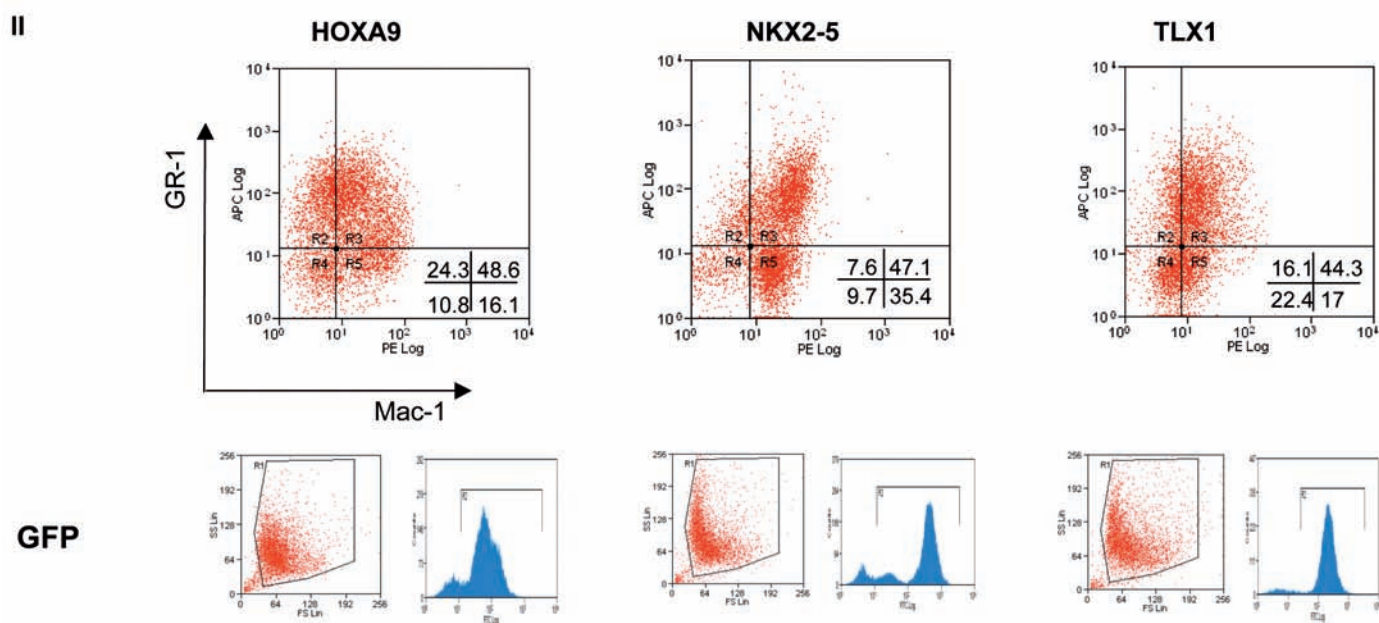 II
HOXA9
NKX2-5
TLX1
GR-1
Mac-1
10⁴
10³
10²
10¹
10⁰
APC Log
R2 R3
R4 R5
24.3 48.6
10.8 16.1
10⁰ 10¹ 10² 10³ 10⁴
PE Log
10⁴
10³
10²
10¹
10⁰
APC Log
R2 R3
R4 R5
7.6 47.1
9.7 35.4
10⁰ 10¹ 10² 10³ 10⁴
PE Log
10⁴
10³
10²
10¹
10⁰
APC Log
R2 R3
R4 R5
16.1 44.3
22.4 17
10⁰ 10¹ 10² 10³ 10⁴
PE Log
GFP
256
192
128
64
0
SS Lin
R1
0 64 128 192 256
FS Lin
256
192
128
64
0
SS Lin
R1
0 64 128 192 256
FS Lin
256
192
128
64
0
SS Lin
R1
0 64 128 192 256
FS Lin